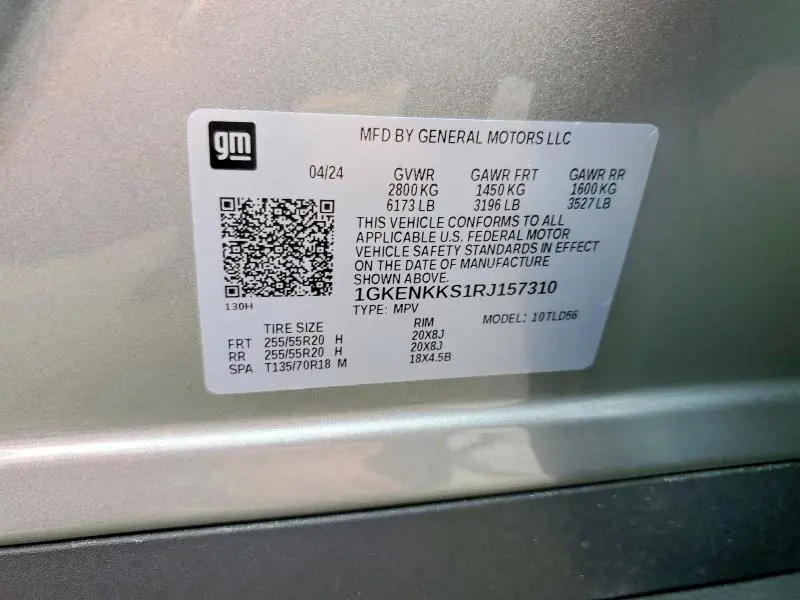 gm
MFD BY GENERAL MOTORS LLC
04/24 GVWR GAWR FRT GAWR RR
2800 KG 1450 KG 1600 KG
6173 LB 3196 LB 3527 LB
THIS VEHICLE CONFORMS TO ALL
APPLICABLE U.S. FEDERAL MOTOR
VEHICLE SAFETY STANDARDS IN EFFECT
ON THE DATE OF MANUFACTURE
SHOWN ABOVE.
1GKENKKS1RJ157310
130H
TYPE: MPV MODEL: 10TLD56
TIRE SIZE RIM
FRT 255/55R20 H 20X8J
RR 255/55R20 H 20X8J
SPA T135/70R18 M 18X4.5B